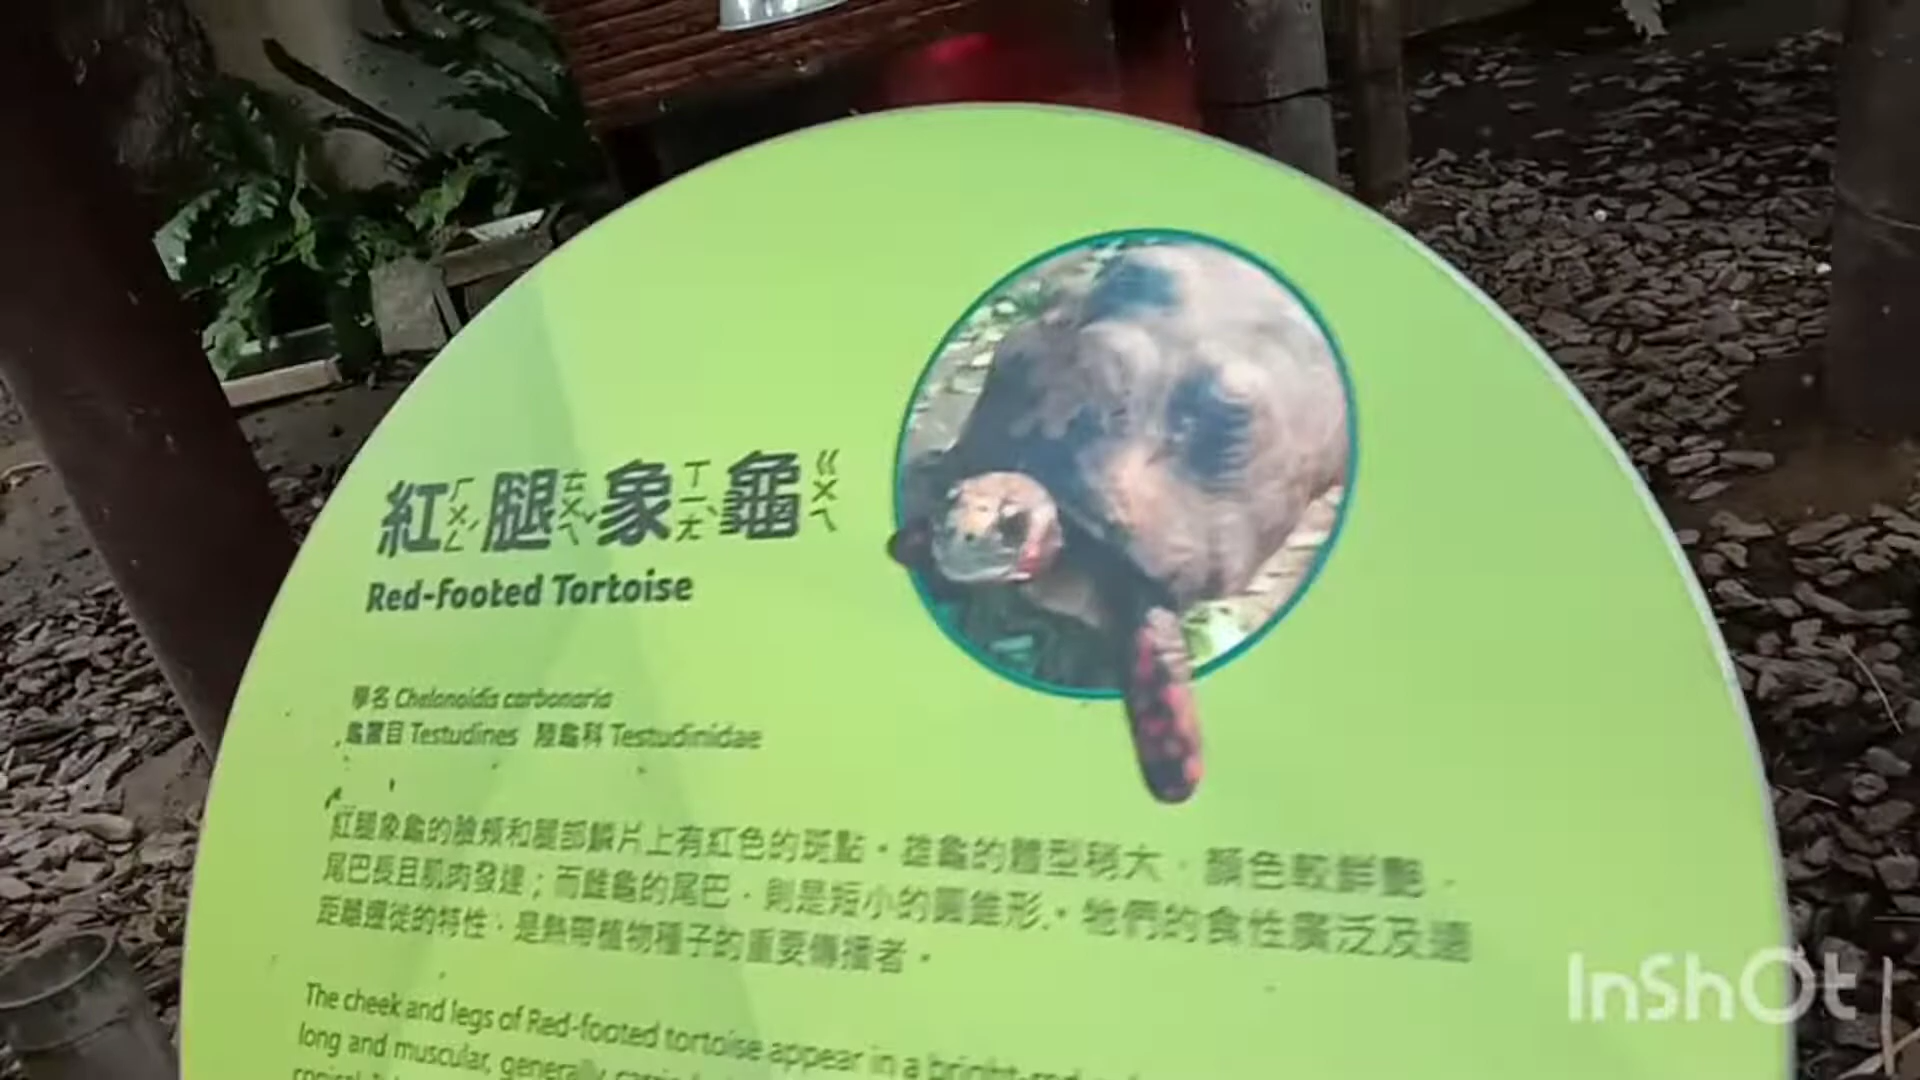 紅ㄏㄨㄥˊ腿ㄊㄨㄟˇ象ㄒㄧㄤˋ龜ㄍㄨㄟ
Red-footed Tortoise
學名 Chelonoidis carbonaria
龜鱉目 Testudines 陸龜科 Testudinidae
紅腿象龜的臉頰和腿部鱗片上有紅色的斑點。雄龜的體型稍大，顏色較鮮艷，
尾巴長且肌肉發達；而雌龜的尾巴，則是短小的圓錐形。牠們的食性廣泛及遠
距離遷徙的特性，是熱帶植物種子的重要傳播者。
The cheek and legs of Red-footed tortoise appear in a bright-red
long and muscular, generally
InShOt